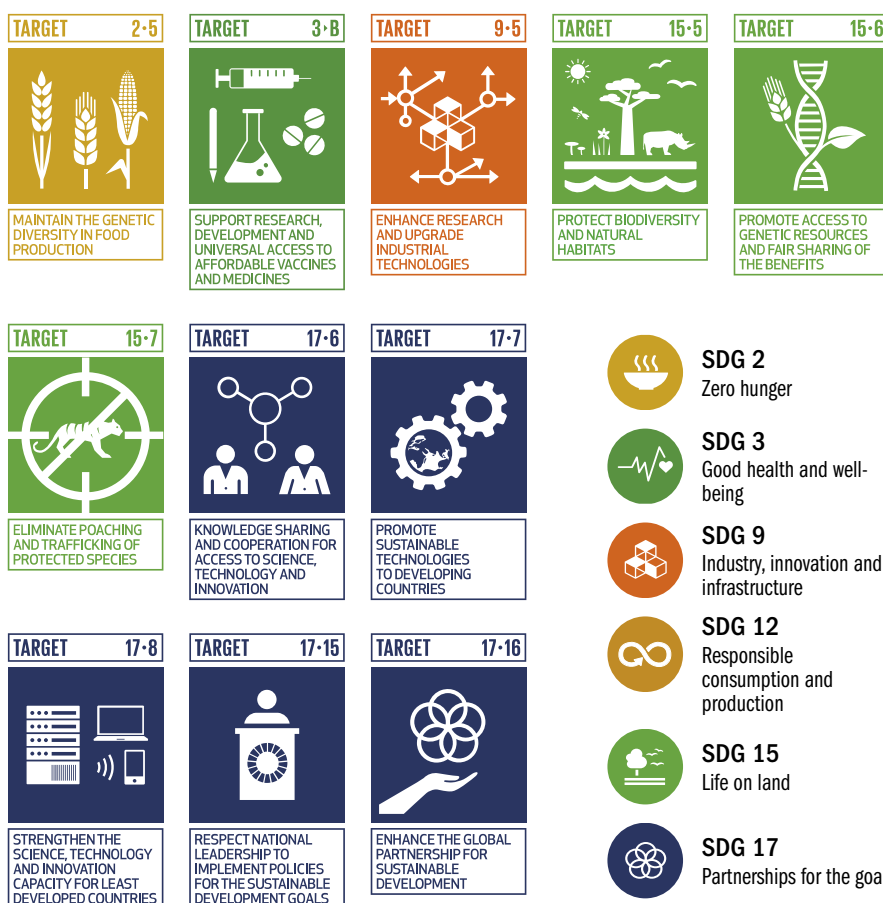 TARGET 2·5
MAINTAIN THE GENETIC
DIVERSITY IN FOOD
PRODUCTION
TARGET 3·B
SUPPORT RESEARCH,
DEVELOPMENT AND
UNIVERSAL ACCESS TO
AFFORDABLE VACCINES
AND MEDICINES
TARGET 9·5
ENHANCE RESEARCH
AND UPGRADE
INDUSTRIAL
TECHNOLOGIES
TARGET 15·5
PROTECT BIODIVERSITY
AND NATURAL
HABITATS
TARGET 15·6
PROMOTE ACCESS TO
GENETIC RESOURCES
AND FAIR SHARING OF
THE BENEFITS
TARGET 15·7
ELIMINATE POACHING
AND TRAFFICKING OF
PROTECTED SPECIES
TARGET 17·6
KNOWLEDGE SHARING
AND COOPERATION FOR
ACCESS TO SCIENCE,
TECHNOLOGY AND
INNOVATION
TARGET 17·7
PROMOTE
SUSTAINABLE
TECHNOLOGIES
TO DEVELOPING
COUNTRIES
TARGET 17·8
STRENGTHEN THE
SCIENCE, TECHNOLOGY
AND INNOVATION
CAPACITY FOR LEAST
DEVELOPED COUNTRIES
TARGET 17·15
RESPECT NATIONAL
LEADERSHIP TO
IMPLEMENT POLICIES
FOR THE SUSTAINABLE
DEVELOPMENT GOALS
TARGET 17·16
ENHANCE THE GLOBAL
PARTNERSHIP FOR
SUSTAINABLE
DEVELOPMENT
SDG 2
Zero hunger
SDG 3
Good health and well-
being
SDG 9
Industry, innovation and
infrastructure
SDG 12
Responsible
consumption and
production
SDG 15
Life on land
SDG 17
Partnerships for the goa